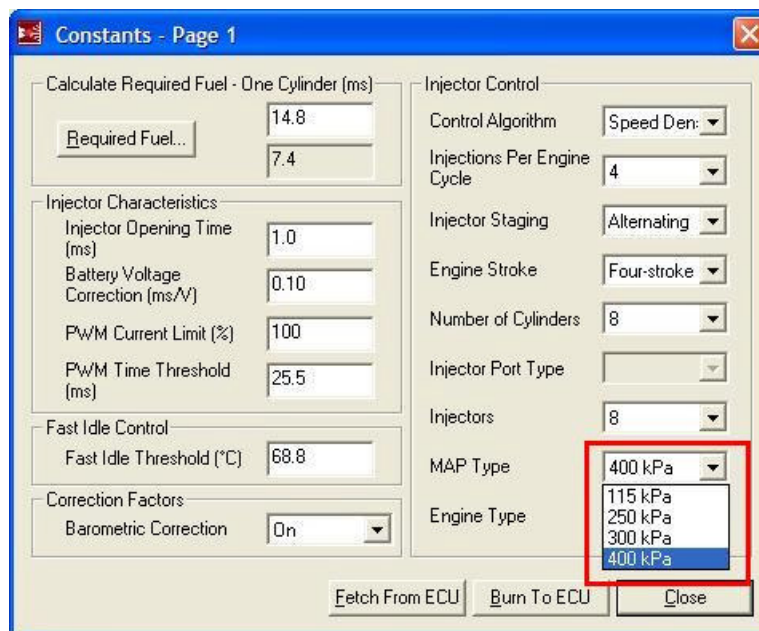 Constants - Page 1
Calculate Required Fuel - One Cylinder (ms)
Required Fuel...
14.8
7.4
Injector Characteristics
Injector Opening Time
(ms)
1.0
Battery Voltage
Correction (ms/V)
0.10
PWM Current Limit (%)
100
PWM Time Threshold
(ms)
25.5
Fast Idle Control
Fast Idle Threshold (°C)
68.8
Correction Factors
Barometric Correction
On
Injector Control
Control Algorithm
Speed Den:
Injections Per Engine
Cycle
4
Injector Staging
Alternating
Engine Stroke
Four-stroke
Number of Cylinders
8
Injector Port Type
Injectors
8
MAP Type
400 kPa
115 kPa
250 kPa
300 kPa
400 kPa
Engine Type
Fetch From ECU
Burn To ECU
Close